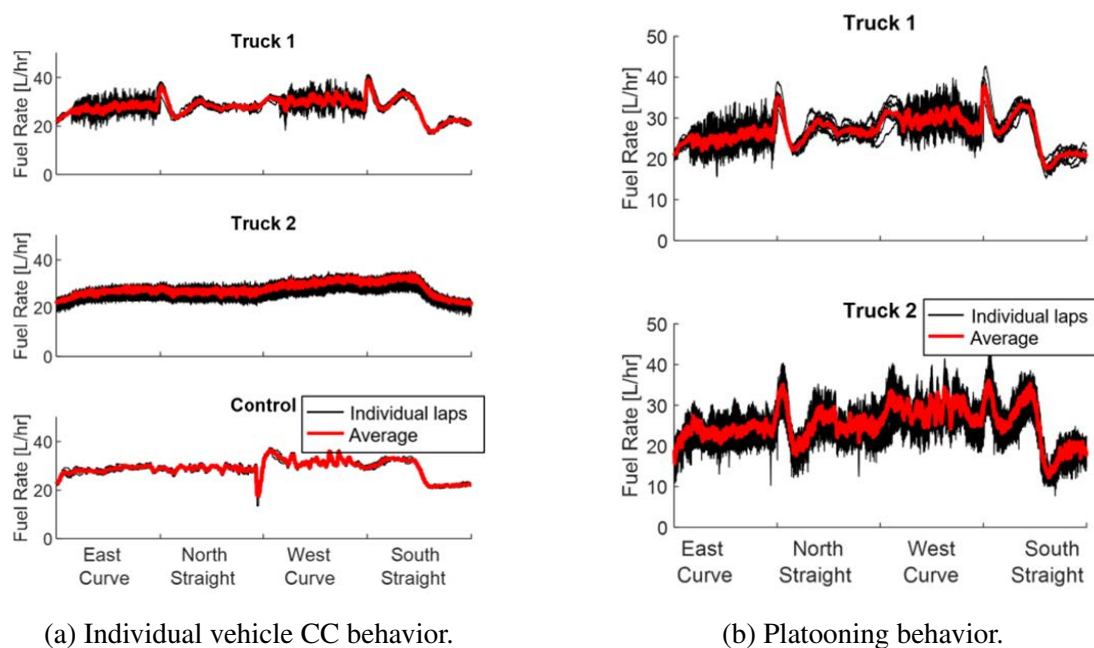 Truck 1
Fuel Rate [L/hr]
40
20
0
Truck 2
Fuel Rate [L/hr]
40
20
0
Control
Individual laps
Average
Fuel Rate [L/hr]
40
20
0
East
Curve
North
Straight
West
Curve
South
Straight
(a) Individual vehicle CC behavior.
Truck 1
Fuel Rate [L/hr]
50
40
30
20
10
0
Truck 2
Individual laps
Average
Fuel Rate [L/hr]
50
40
30
20
10
0
East
Curve
North
Straight
West
Curve
South
Straight
(b) Platooning behavior.